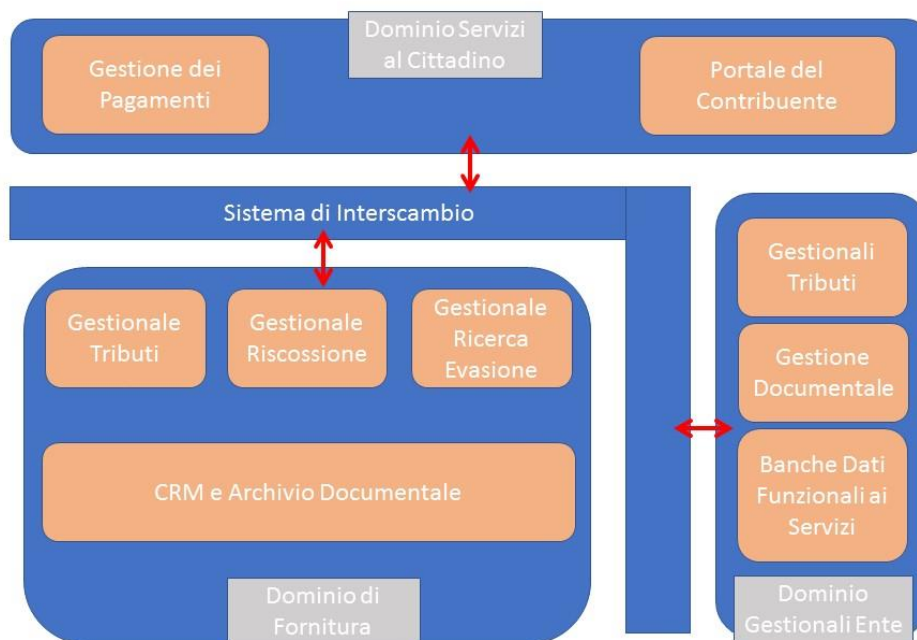 Dominio Servizi
al Cittadino
Gestione dei
Pagamenti
Portale del
Contribuente
Sistema di Interscambio
Gestionale
Tributi
Gestionale
Riscossione
Gestionale
Ricerca
Evasione
CRM e Archivio Documentale
Dominio di
Fornitura
Gestionali
Tributi
Gestione
Documentale
Banche Dati
Funzionali ai
Servizi
Dominio
Gestionali Ente